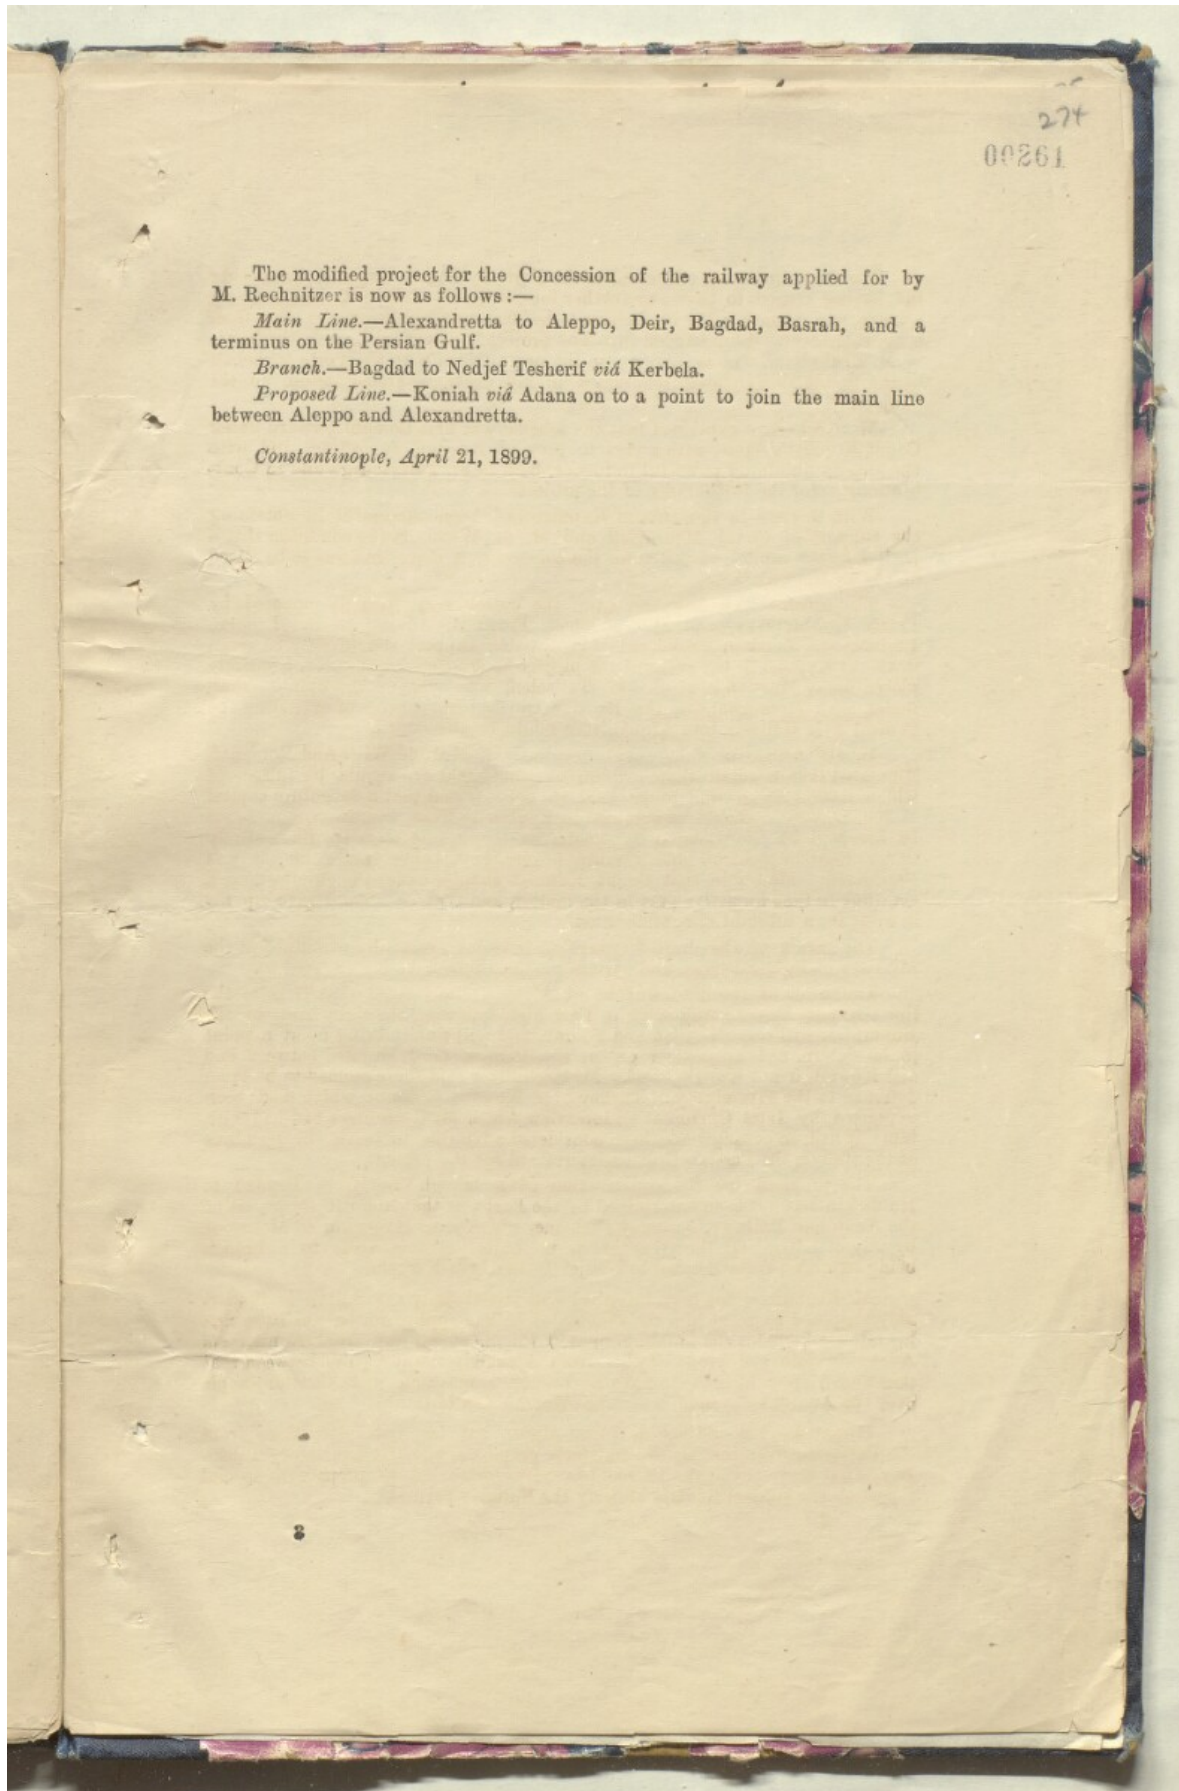 274
00261
The modified project for the Concession of the railway applied for by
M. Rechnitzer is now as follows :—
Main Line.—Alexandretta to Aleppo, Deir, Bagdad, Basrah, and a
terminus on the Persian Gulf.
Branch.—Bagdad to Nedjef Tesherif viâ Kerbela.
Proposed Line.—Koniah viâ Adana on to a point to join the main line
between Aleppo and Alexandretta.
Constantinople, April 21, 1899.